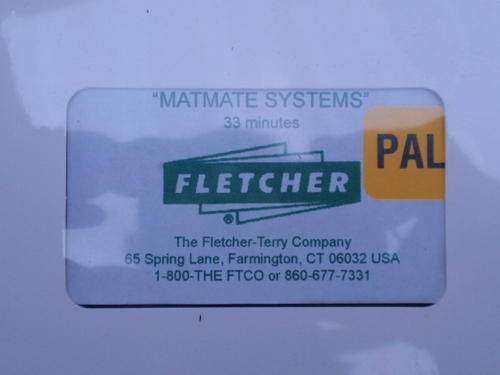 "MATMATE SYSTEMS"
33 minutes
PAL
FLETCHER
®
The Fletcher-Terry Company
65 Spring Lane, Farmington, CT 06032 USA
1-800-THE FTCO or 860-677-7331